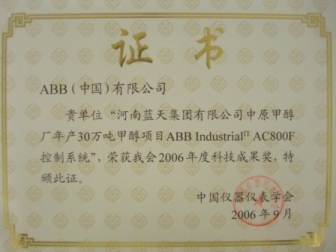 证书
ABB(中国)有限公司
贵单位“河南蓝天集团有限公司中原甲醇
厂年产30万吨甲醇项目ABB Industrialᴵᵀ AC800F
控制系统”,荣获我会2006年度科技成果奖,特
颁此证。
中国仪器仪表学会
2006年9月